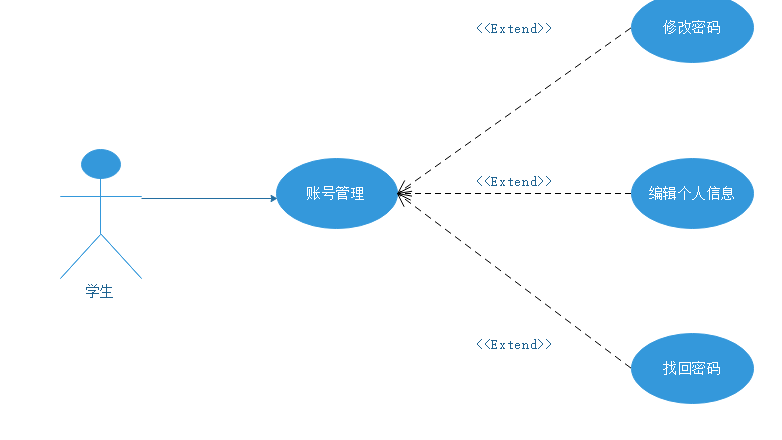 <<Extend>>
修改密码
账号管理
<<Extend>>
编辑个人信息
学生
<<Extend>>
找回密码